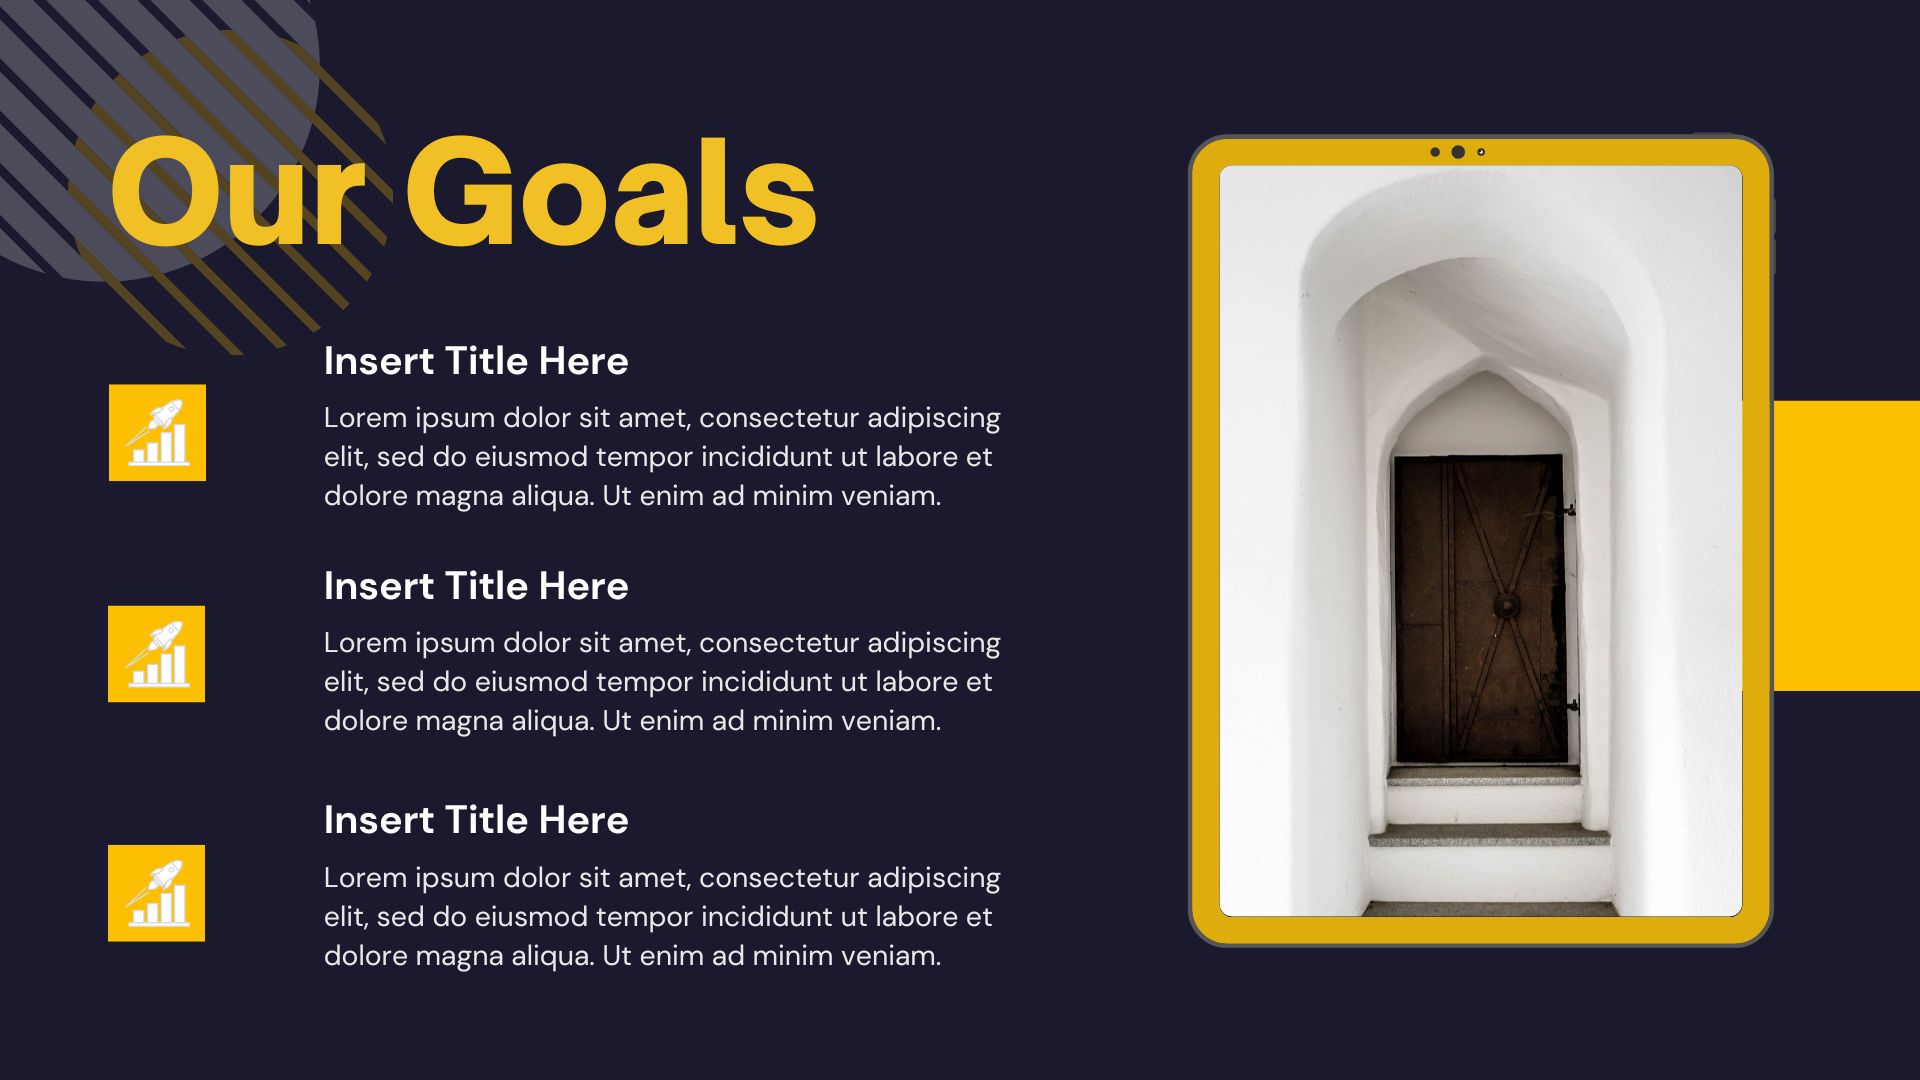 Our Goals
Insert Title Here
Lorem ipsum dolor sit amet, consectetur adipiscing
elit, sed do eiusmod tempor incididunt ut labore et
dolore magna aliqua. Ut enim ad minim veniam.
Insert Title Here
Lorem ipsum dolor sit amet, consectetur adipiscing
elit, sed do eiusmod tempor incididunt ut labore et
dolore magna aliqua. Ut enim ad minim veniam.
Insert Title Here
Lorem ipsum dolor sit amet, consectetur adipiscing
elit, sed do eiusmod tempor incididunt ut labore et
dolore magna aliqua. Ut enim ad minim veniam.